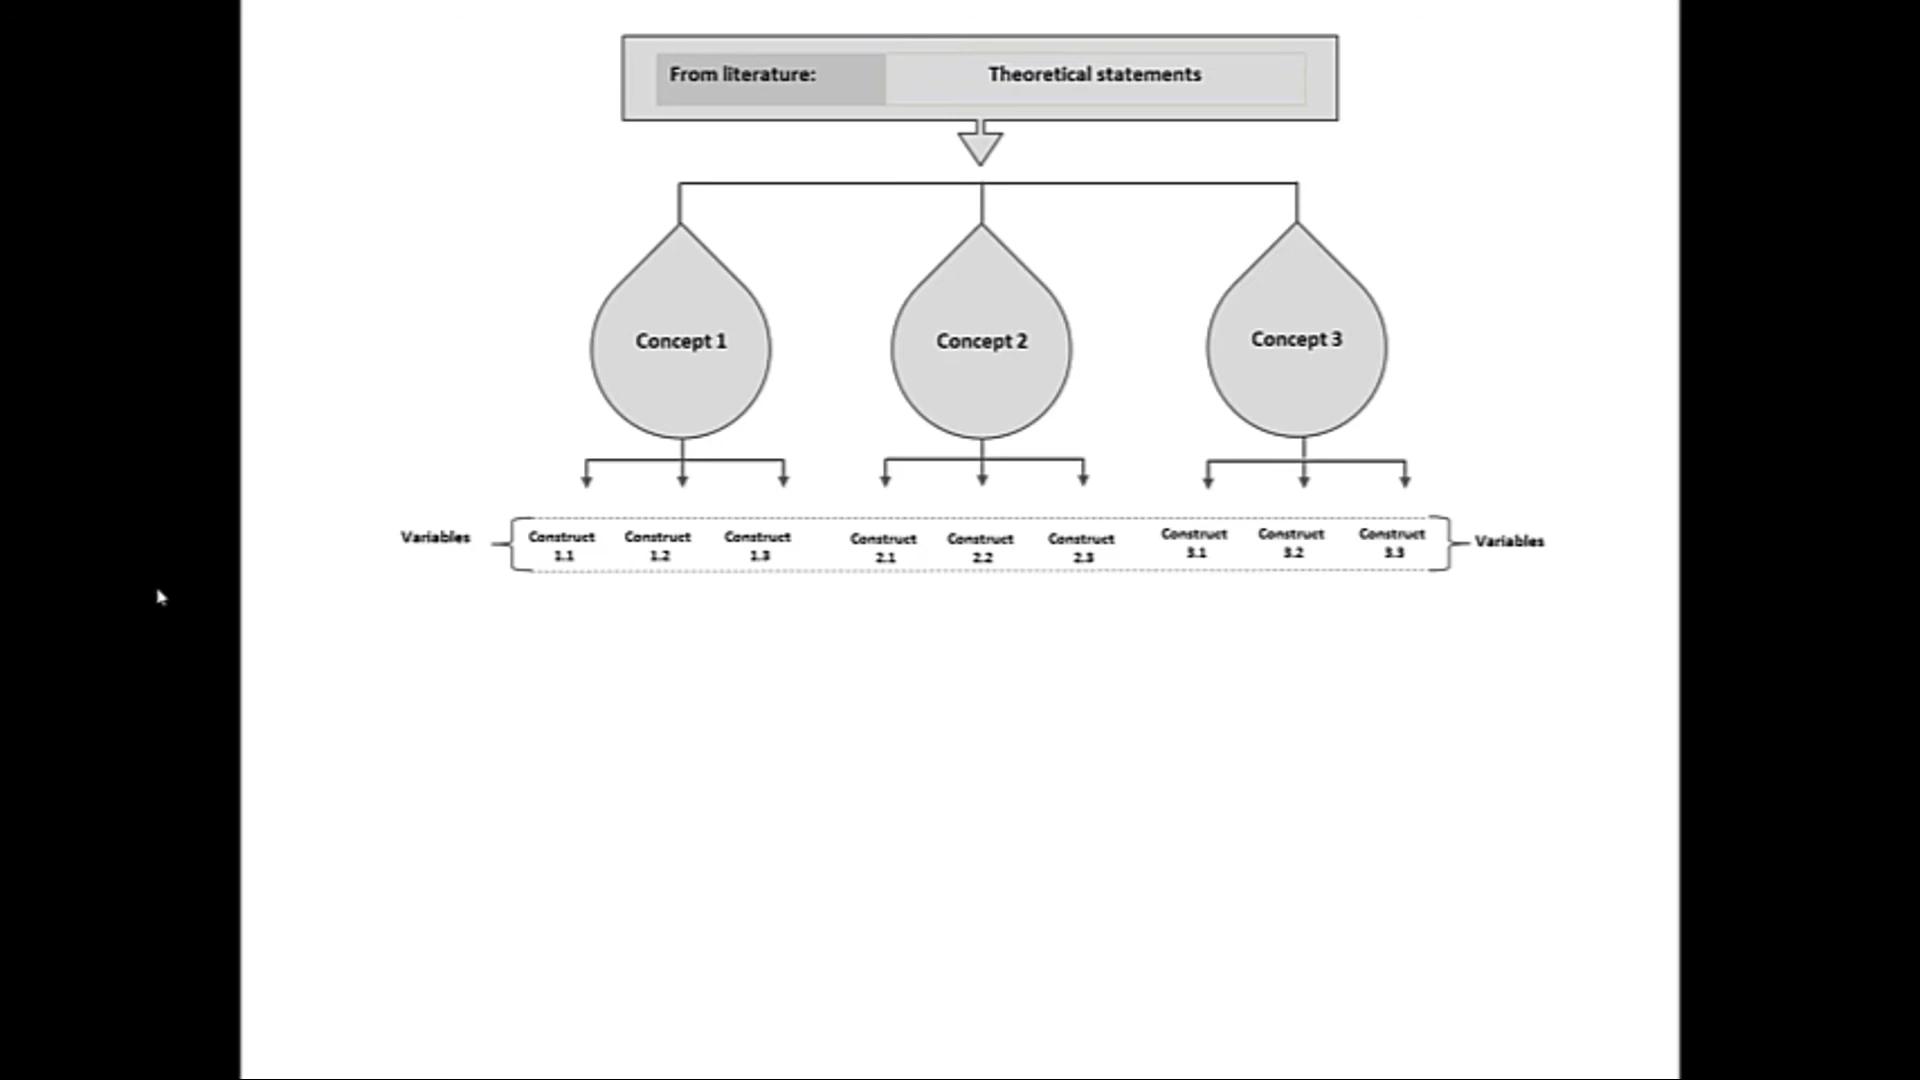 From literature: Theoretical statements
Concept 1 Concept 2 Concept 3
Variables Construct Construct Construct Construct Construct Construct Construct Construct Construct Variables
1.1 1.2 1.3 2.1 2.2 2.3 3.1 3.2 3.3